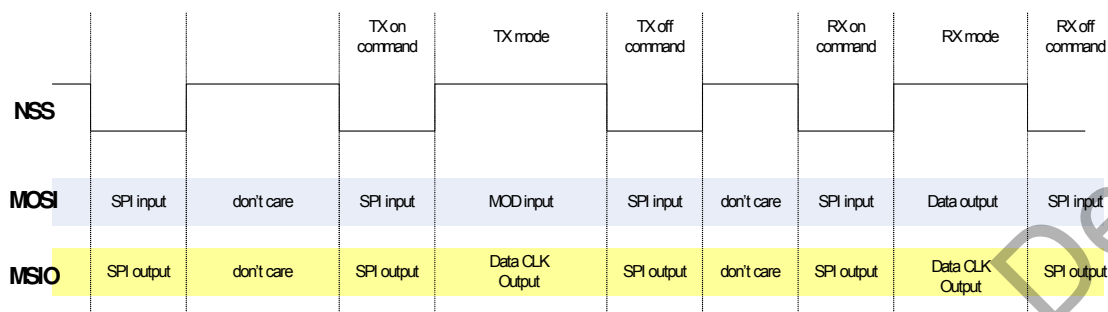 TX on command TX mode TX off command RX on command RX mode RX off command
NSS
MOSI SPI input don't care SPI input MOD input SPI input don't care SPI input Data output SPI input
MSIO SPI output don't care SPI output Data CLK Output SPI output don't care SPI output Data CLK Output SPI output